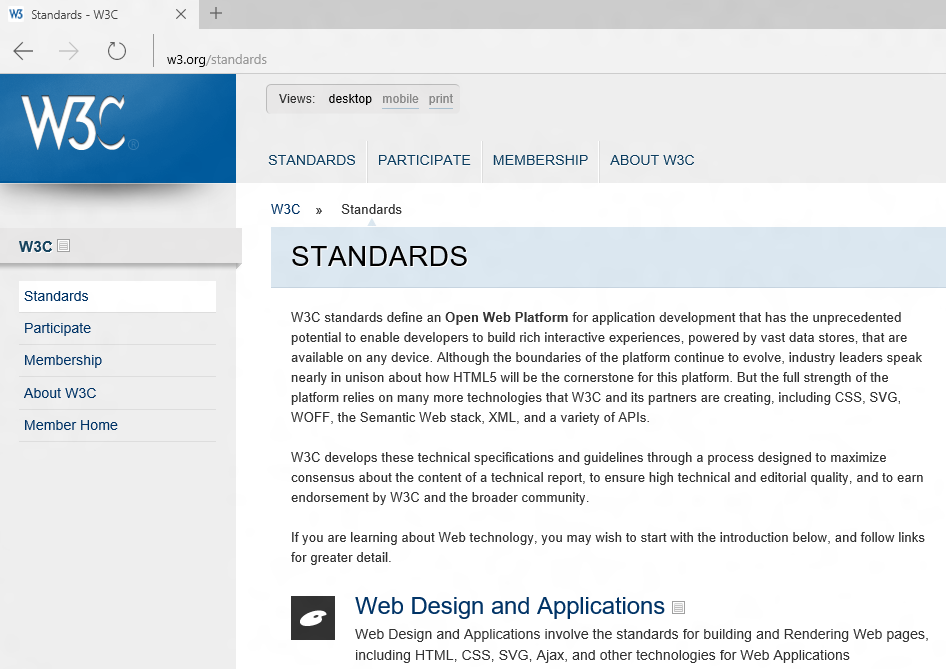 W3 Standards - W3C
w3.org/standards
W3C®
Views: desktop mobile print
STANDARDS PARTICIPATE MEMBERSHIP ABOUT W3C
W3C » Standards
W3C
Standards
Participate
Membership
About W3C
Member Home
STANDARDS
W3C standards define an Open Web Platform for application development that has the unprecedented
potential to enable developers to build rich interactive experiences, powered by vast data stores, that are
available on any device. Although the boundaries of the platform continue to evolve, industry leaders speak
nearly in unison about how HTML5 will be the cornerstone for this platform. But the full strength of the
platform relies on many more technologies that W3C and its partners are creating, including CSS, SVG,
WOFF, the Semantic Web stack, XML, and a variety of APIs.
W3C develops these technical specifications and guidelines through a process designed to maximize
consensus about the content of a technical report, to ensure high technical and editorial quality, and to earn
endorsement by W3C and the broader community.
If you are learning about Web technology, you may wish to start with the introduction below, and follow links
for greater detail.
Web Design and Applications
Web Design and Applications involve the standards for building and Rendering Web pages,
including HTML, CSS, SVG, Ajax, and other technologies for Web Applications